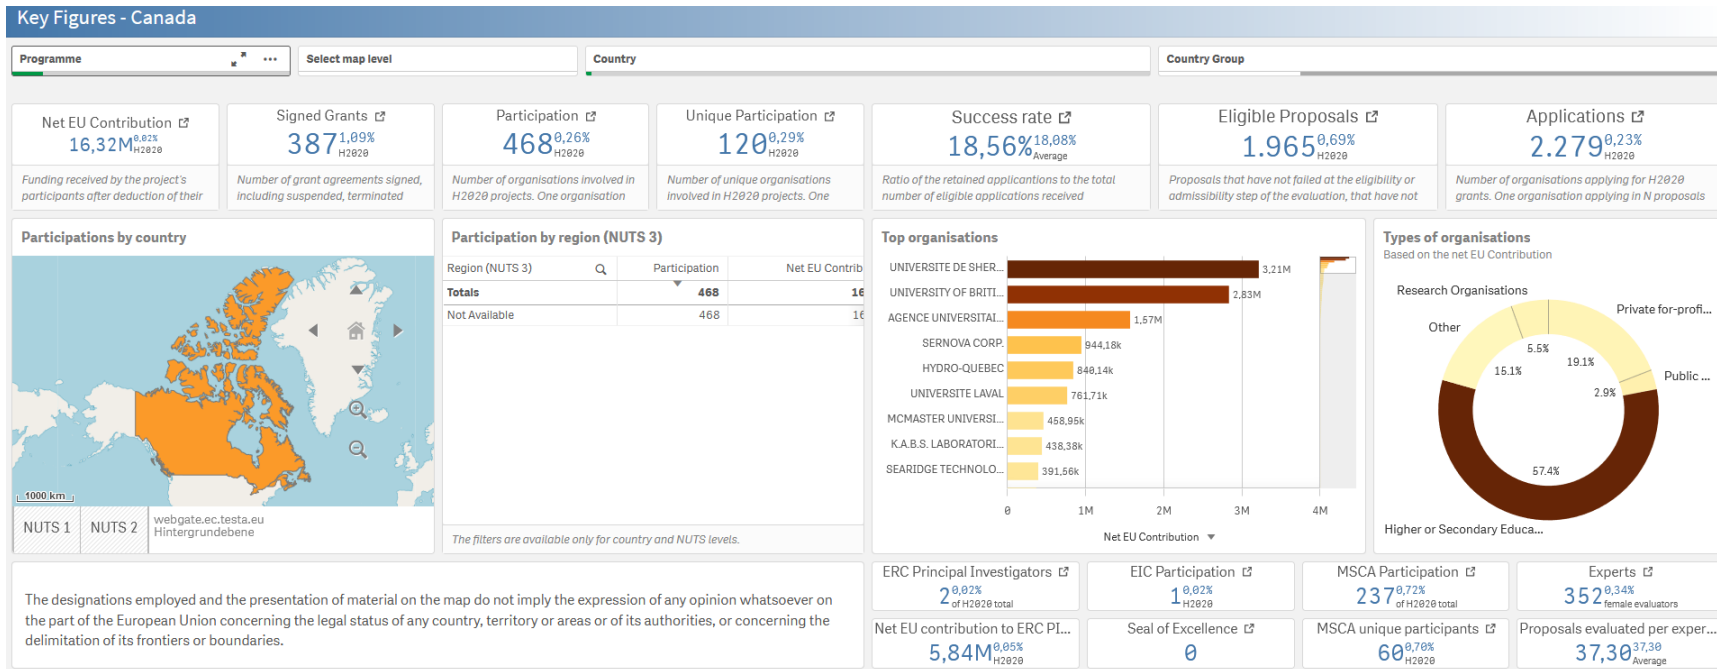 Key Figures - Canada
Programme
Select map level
Country
Country Group
Net EU Contribution
16,32M 0,02% H2020
Funding received by the project's
participants after deduction of their
Signed Grants
387 1,09% H2020
Number of grant agreements signed,
including suspended, terminated
Participation
468 0,26% H2020
Number of organisations involved in
H2020 projects. One organisation
Unique Participation
120 0,29% H2020
Number of unique organisations
involved in H2020 projects. One
Success rate
18,56% 18,08% Average
Ratio of the retained applicantions to the total
number of eligible applications received
Eligible Proposals
1.965 0,69% H2020
Proposals that have not failed at the eligibility or
admissibility step of the evaluation, that have not
Applications
2.279 0,23% H2020
Number of organisations applying for H2020
grants. One organisation applying in N proposals
Participations by country
1000 km
NUTS 1
NUTS 2
webgate.ec.testa.eu
Hintergrundebene
Participation by region (NUTS 3)
Region (NUTS 3) Participation Net EU Contrib
Totals 468 16
Not Available 468 16
The filters are available only for country and NUTS levels.
Top organisations
UNIVERSITE DE SHER... 3,21M
UNIVERSITY OF BRITI... 2,83M
AGENCE UNIVERSITAI... 1,57M
SERNOVA CORP. 944,18k
HYDRO-QUEBEC 840,14k
UNIVERSITE LAVAL 761,71k
MCMASTER UNIVERSI... 458,95k
K.A.B.S. LABORATORI... 438,38k
SEARIDGE TECHNOLO... 391,56k
0 1M 2M 3M 4M
Net EU Contribution
Types of organisations
Based on the net EU Contribution
Research Organisations
Private for-profi...
Other
5.5%
19.1%
15.1%
Public ...
2.9%
57.4%
Higher or Secondary Educa...
The designations employed and the presentation of material on the map do not imply the expression of any opinion whatsoever on
the part of the European Union concerning the legal status of any country, territory or areas or of its authorities, or concerning the
delimitation of its frontiers or boundaries.
ERC Principal Investigators
2 0,02% of H2020 total
EIC Participation
1 0,02% H2020
MSCA Participation
237 0,72% of H2020 total
Experts
352 0,34% female evaluators
Net EU contribution to ERC PI...
5,84M 0,05% H2020
Seal of Excellence
0
MSCA unique participants
60 0,70% H2020
Proposals evaluated per exper...
37,30 37,30 Average